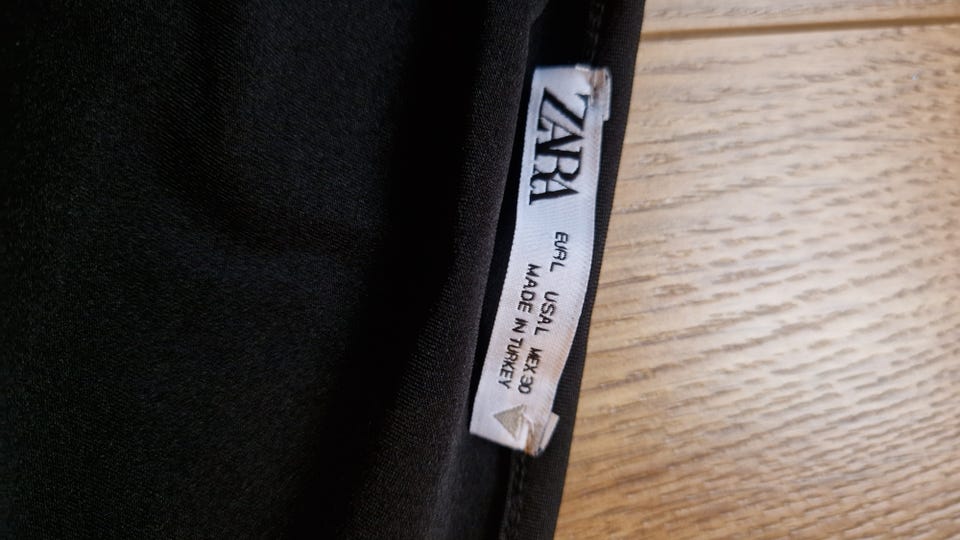 ZARA
EUR L USA L MEX 30
MADE IN TURKEY